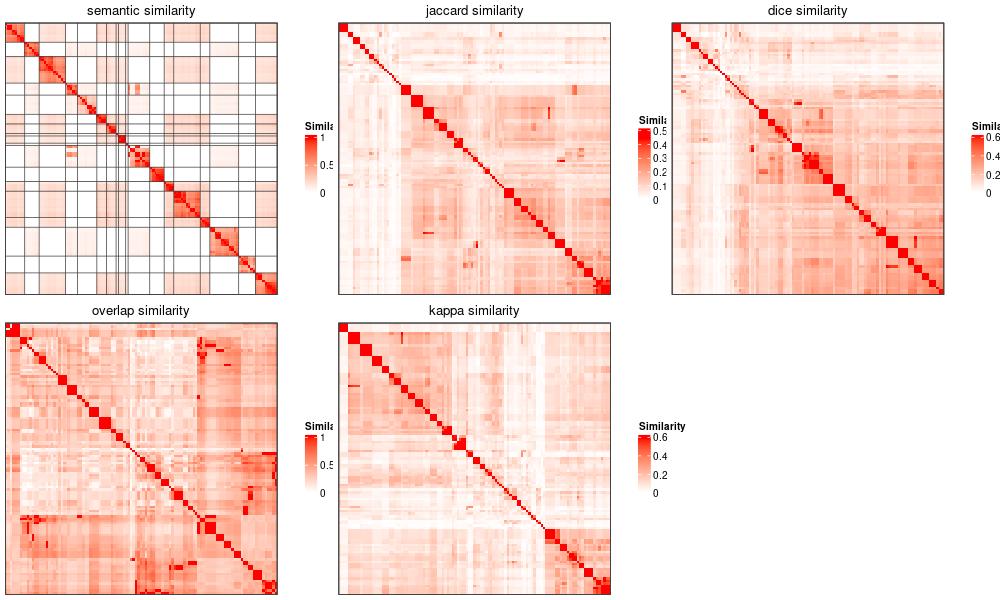 semantic similarity
jaccard similarity
dice similarity
Simila
1
0.5
0
Simila
0.5
0.4
0.3
0.2
0.1
0
Simila
0.6
0.4
0.2
0
overlap similarity
kappa similarity
Simila
1
0.5
0
Similarity
0.6
0.4
0.2
0